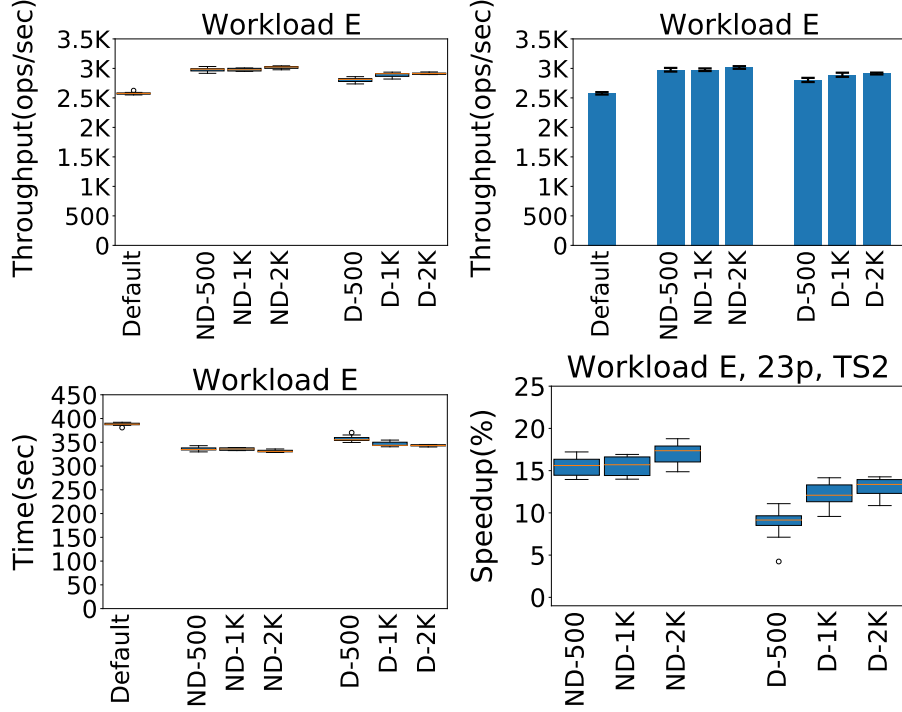 Workload E
Throughput(ops/sec)
3.5K
3K
2.5K
2K
1.5K
1K
500
0
Default
ND-500
ND-1K
ND-2K
D-500
D-1K
D-2K
Workload E
Throughput(ops/sec)
3.5K
3K
2.5K
2K
1.5K
1K
500
0
Default
ND-500
ND-1K
ND-2K
D-500
D-1K
D-2K
Workload E
Time(sec)
450
400
350
300
250
200
150
100
50
0
Default
ND-500
ND-1K
ND-2K
D-500
D-1K
D-2K
Workload E, 23p, TS2
Speedup(%)
25
20
15
10
5
0
ND-500
ND-1K
ND-2K
D-500
D-1K
D-2K